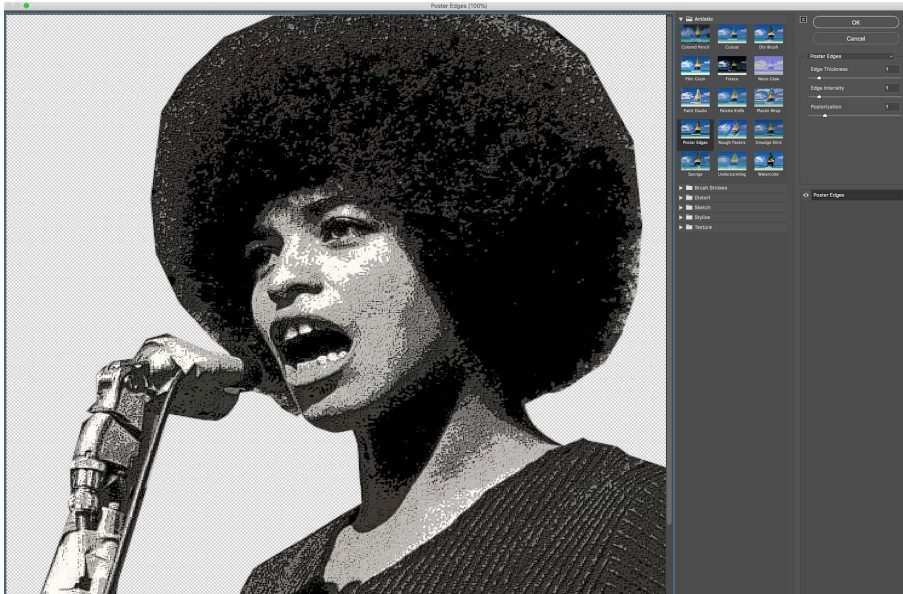 Poster Edges (100%)
Artistic
Colored Pencil
Cutout
Dry Brush
Film Grain
Fresco
Neon Glow
Paint Daubs
Palette Knife
Plastic Wrap
Poster Edges
Rough Pastels
Smudge Stick
Sponge
Underpainting
Watercolor
Brush Strokes
Distort
Sketch
Stylize
Texture
OK
Cancel
Poster Edges
Edge Thickness 1
Edge Intensity 1
Posterization 1
Poster Edges